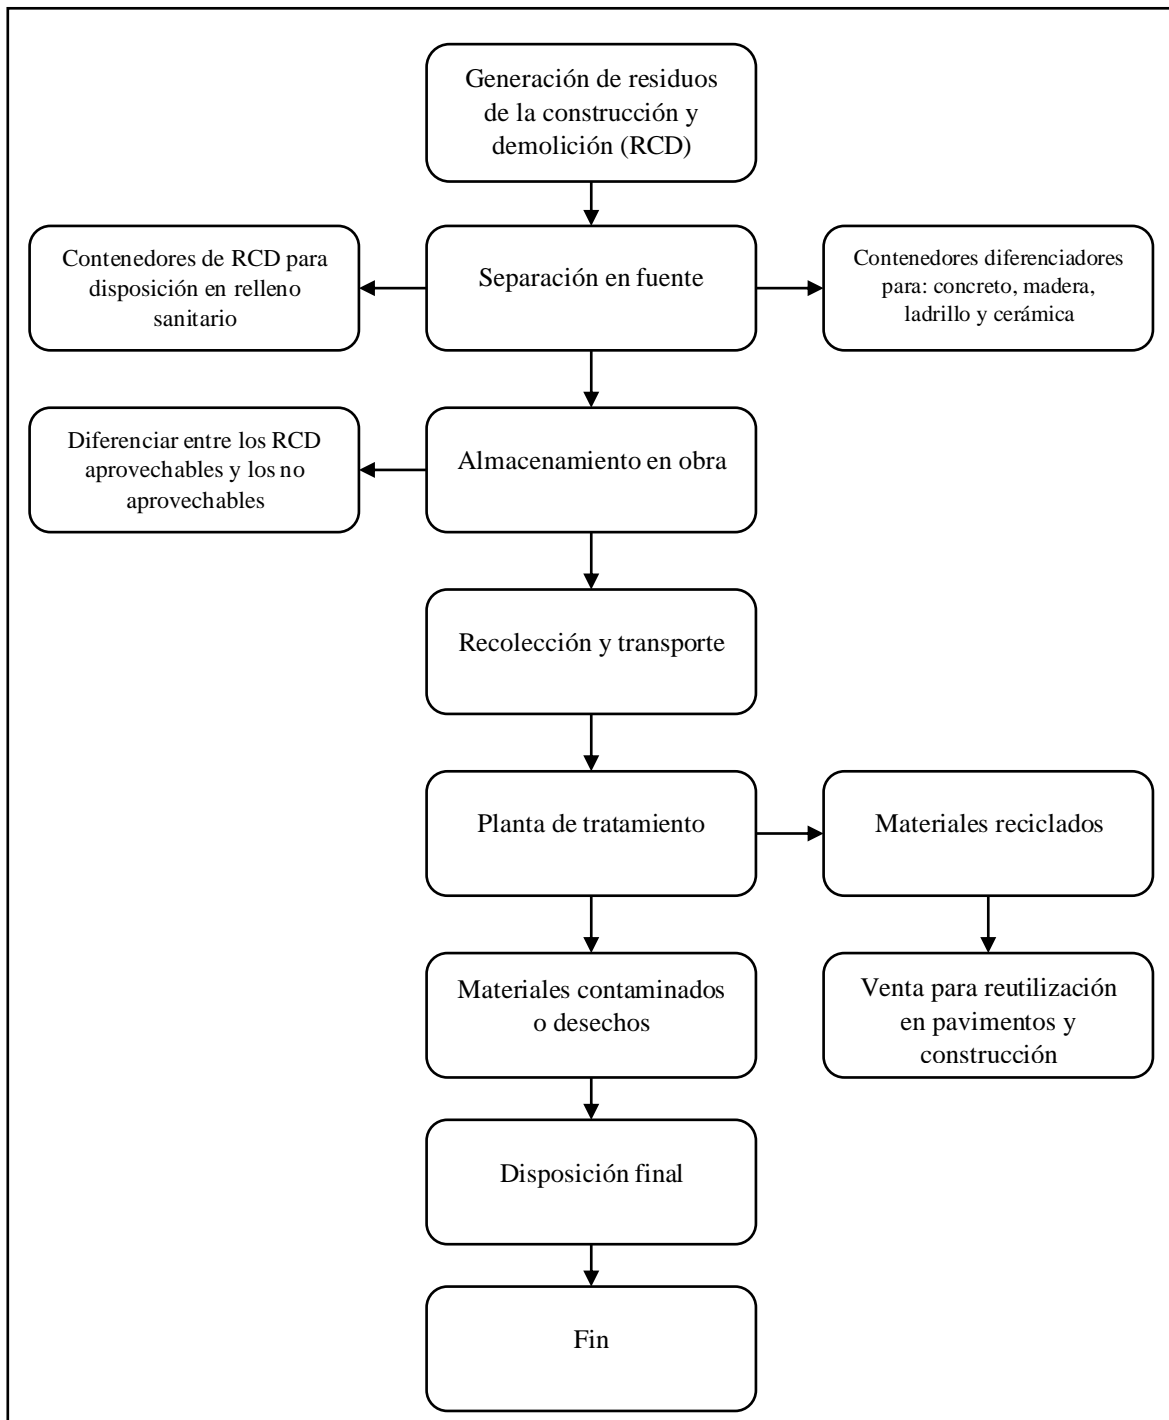 Generación de residuos
de la construcción y
demolición (RCD)
Contenedores de RCD para
disposición en relleno
sanitario
Separación en fuente
Contenedores diferenciadores
para: concreto, madera,
ladrillo y cerámica
Diferenciar entre los RCD
aprovechables y los no
aprovechables
Almacenamiento en obra
Recolección y transporte
Planta de tratamiento
Materiales reciclados
Materiales contaminados
o desechos
Venta para reutilización
en pavimentos y
construcción
Disposición final
Fin